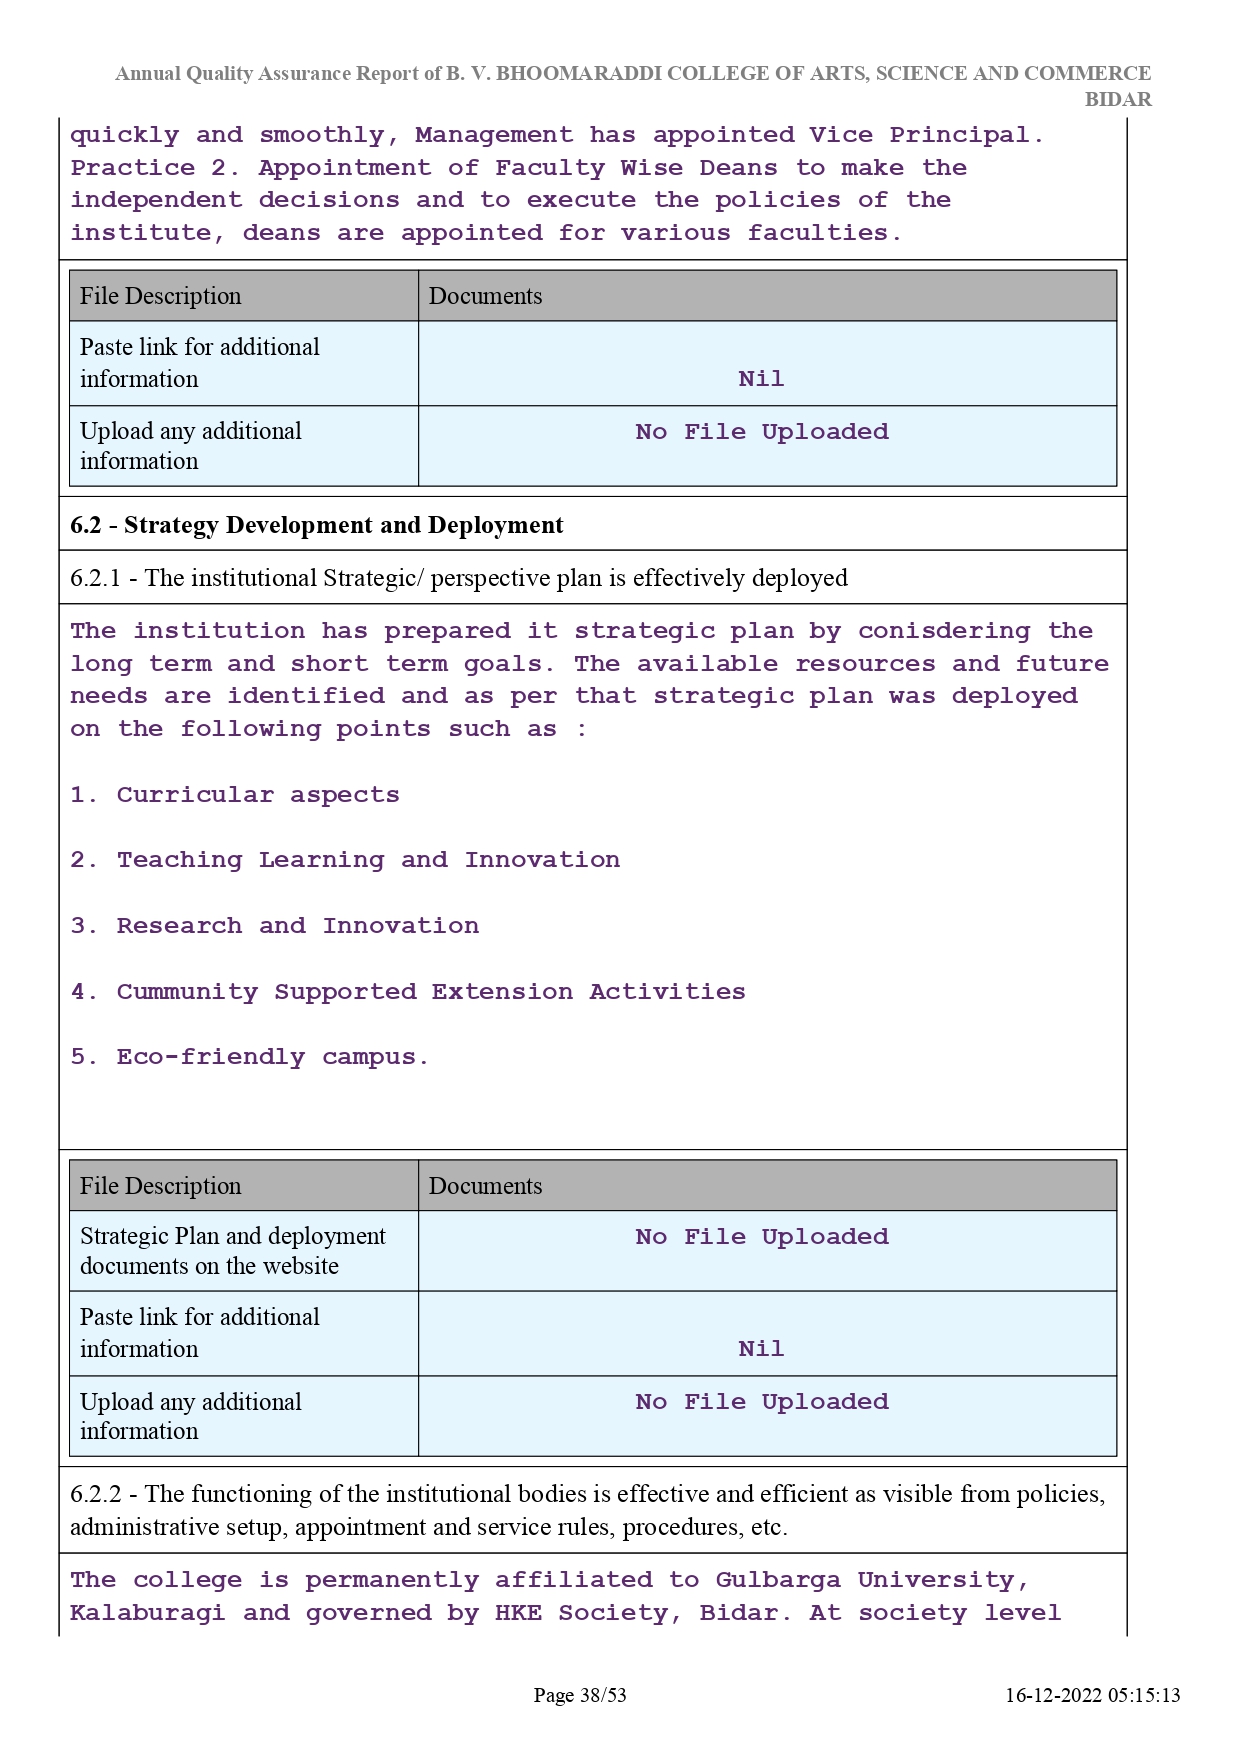 Annual Quality Assurance Report of B. V. BHOOMARADDI COLLEGE OF ARTS, SCIENCE AND COMMERCE
BIDAR
quickly and smoothly, Management has appointed Vice Principal.
Practice 2. Appointment of Faculty Wise Deans to make the
independent decisions and to execute the policies of the
institute, deans are appointed for various faculties.
File Description
Documents
Paste link for additional
information
Nil
Upload any additional
information
No File Uploaded
6.2 - Strategy Development and Deployment
6.2.1 - The institutional Strategic/ perspective plan is effectively deployed
The institution has prepared it strategic plan by conisdering the
long term and short term goals. The available resources and future
needs are identified and as per that strategic plan was deployed
on the following points such as :
1. Curricular aspects
2. Teaching Learning and Innovation
3. Research and Innovation
4. Cummunity Supported Extension Activities
5. Eco-friendly campus.
File Description
Documents
Strategic Plan and deployment
documents on the website
No File Uploaded
Paste link for additional
information
Nil
Upload any additional
information
No File Uploaded
6.2.2 - The functioning of the institutional bodies is effective and efficient as visible from policies,
administrative setup, appointment and service rules, procedures, etc.
The college is permanently affiliated to Gulbarga University,
Kalaburagi and governed by HKE Society, Bidar. At society level
Page 38/53
16-12-2022 05:15:13